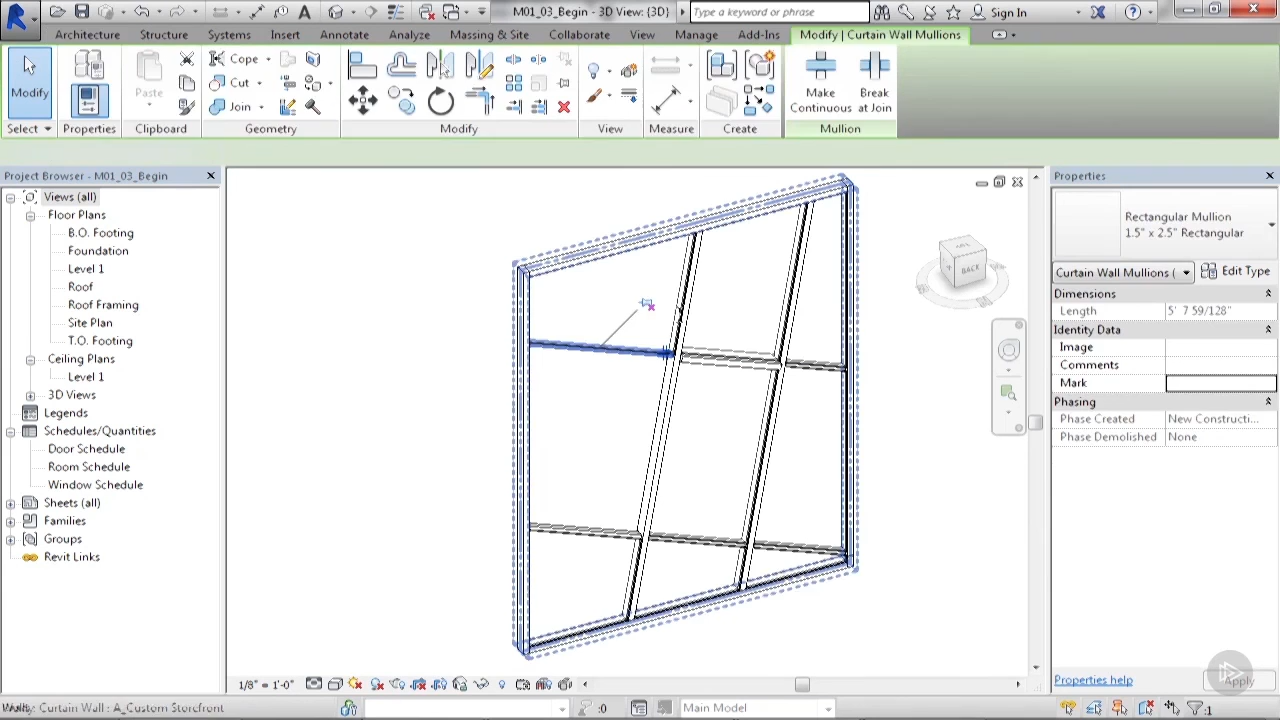 M01_03_Begin - 3D View: {3D}
Type a keyword or phrase
Sign In
Architecture
Structure
Systems
Insert
Annotate
Analyze
Massing & Site
Collaborate
View
Manage
Add-Ins
Modify | Curtain Wall Mullions
Modify
Cope
Cut
Join
Paste
Make
Continuous
Break
at Join
Select
Properties
Clipboard
Geometry
Modify
View
Measure
Create
Mullion
Project Browser - M01_03_Begin
Views (all)
Floor Plans
B.O. Footing
Foundation
Level 1
Roof
Roof Framing
Site Plan
T.O. Footing
Ceiling Plans
Level 1
3D Views
Legends
Schedules/Quantities
Door Schedule
Room Schedule
Window Schedule
Sheets (all)
Families
Groups
Revit Links
BACK
Properties
Rectangular Mullion
1.5" x 2.5" Rectangular
Curtain Wall Mullions (
Edit Type
Dimensions
Length 5' 7 59/128"
Identity Data
Image
Comments
Mark
Phasing
Phase Created New Constructi...
Phase Demolished None
Properties help
Apply
1/8" = 1'-0"
: Curtain Wall : A_Custom Storefront
:0
Main Model
:1